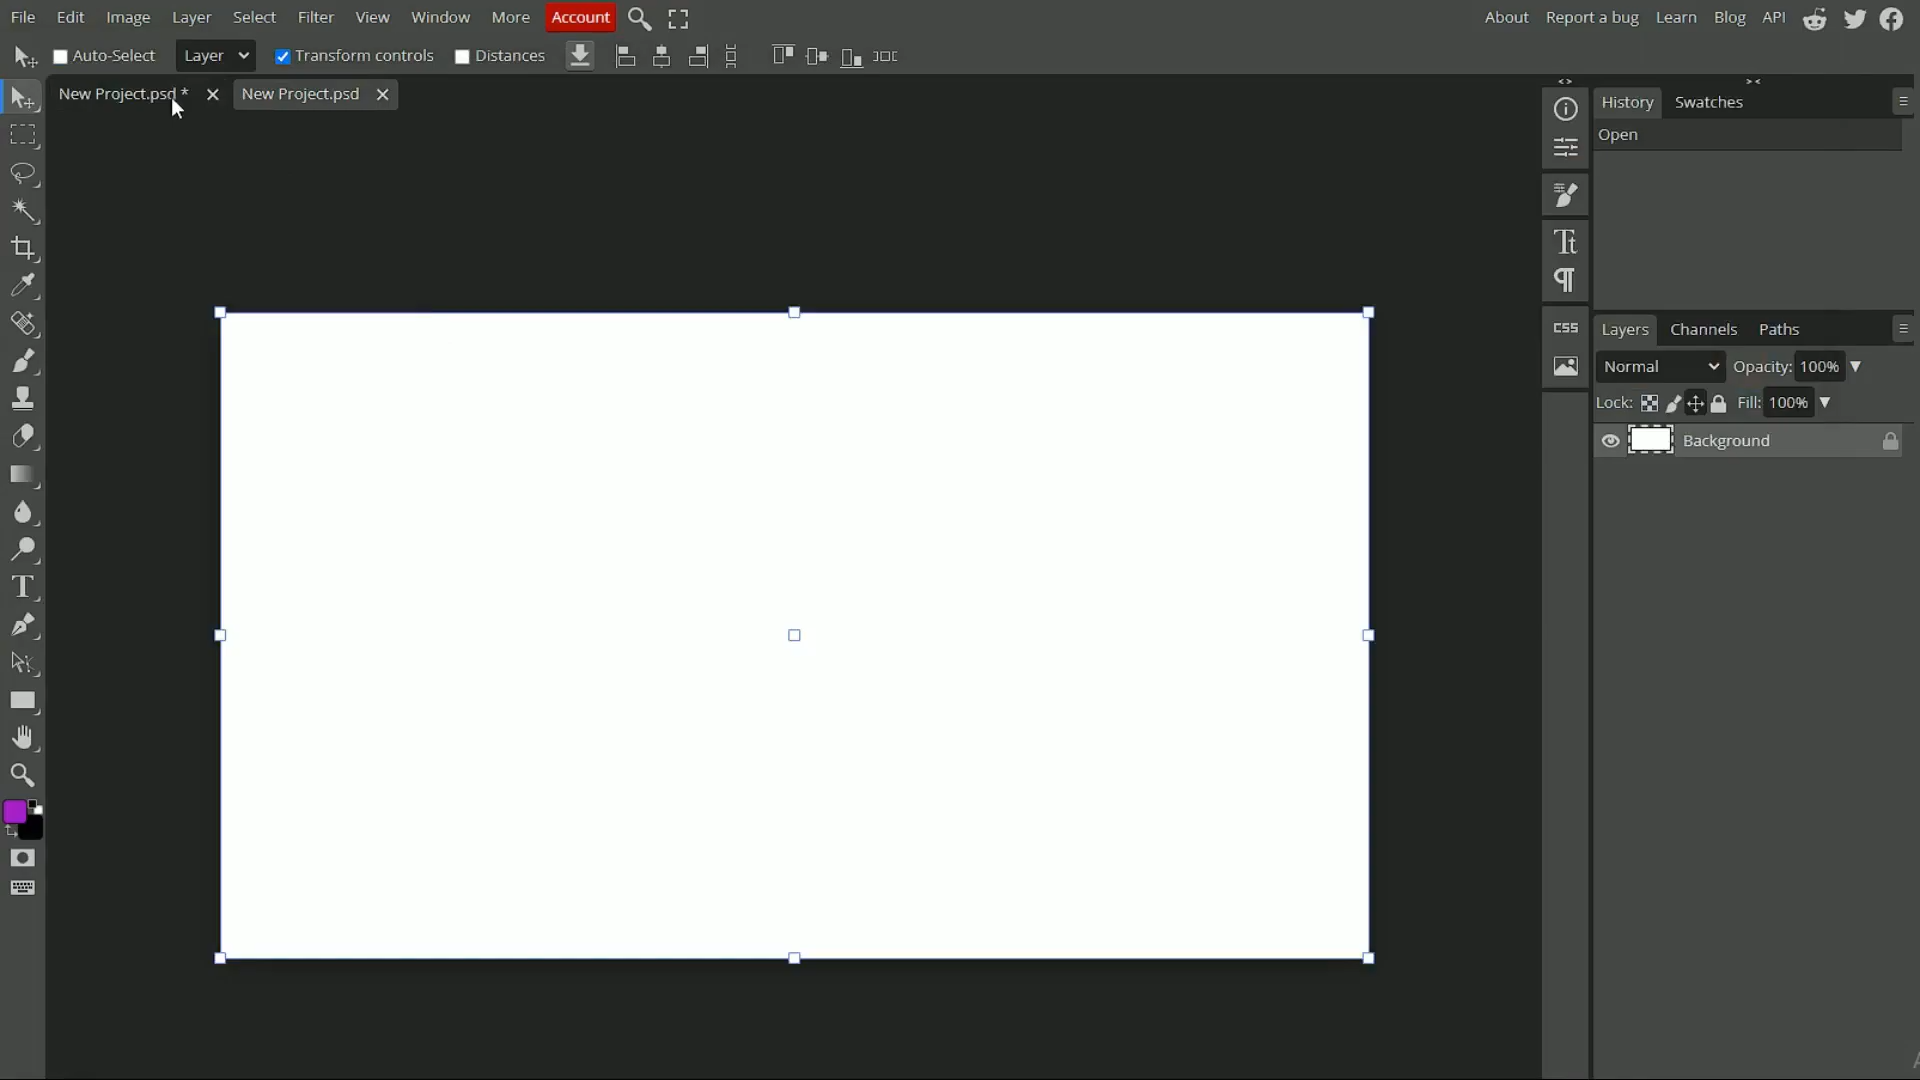 File Edit Image Layer Select Filter View Window More Account About Report a bug Learn Blog API
Auto-Select Layer Transform controls Distances
New Project.psd * New Project.psd
History Swatches
Open
Tt
CSS
Layers Channels Paths
Normal Opacity: 100%
Lock: Fill: 100%
Background
T